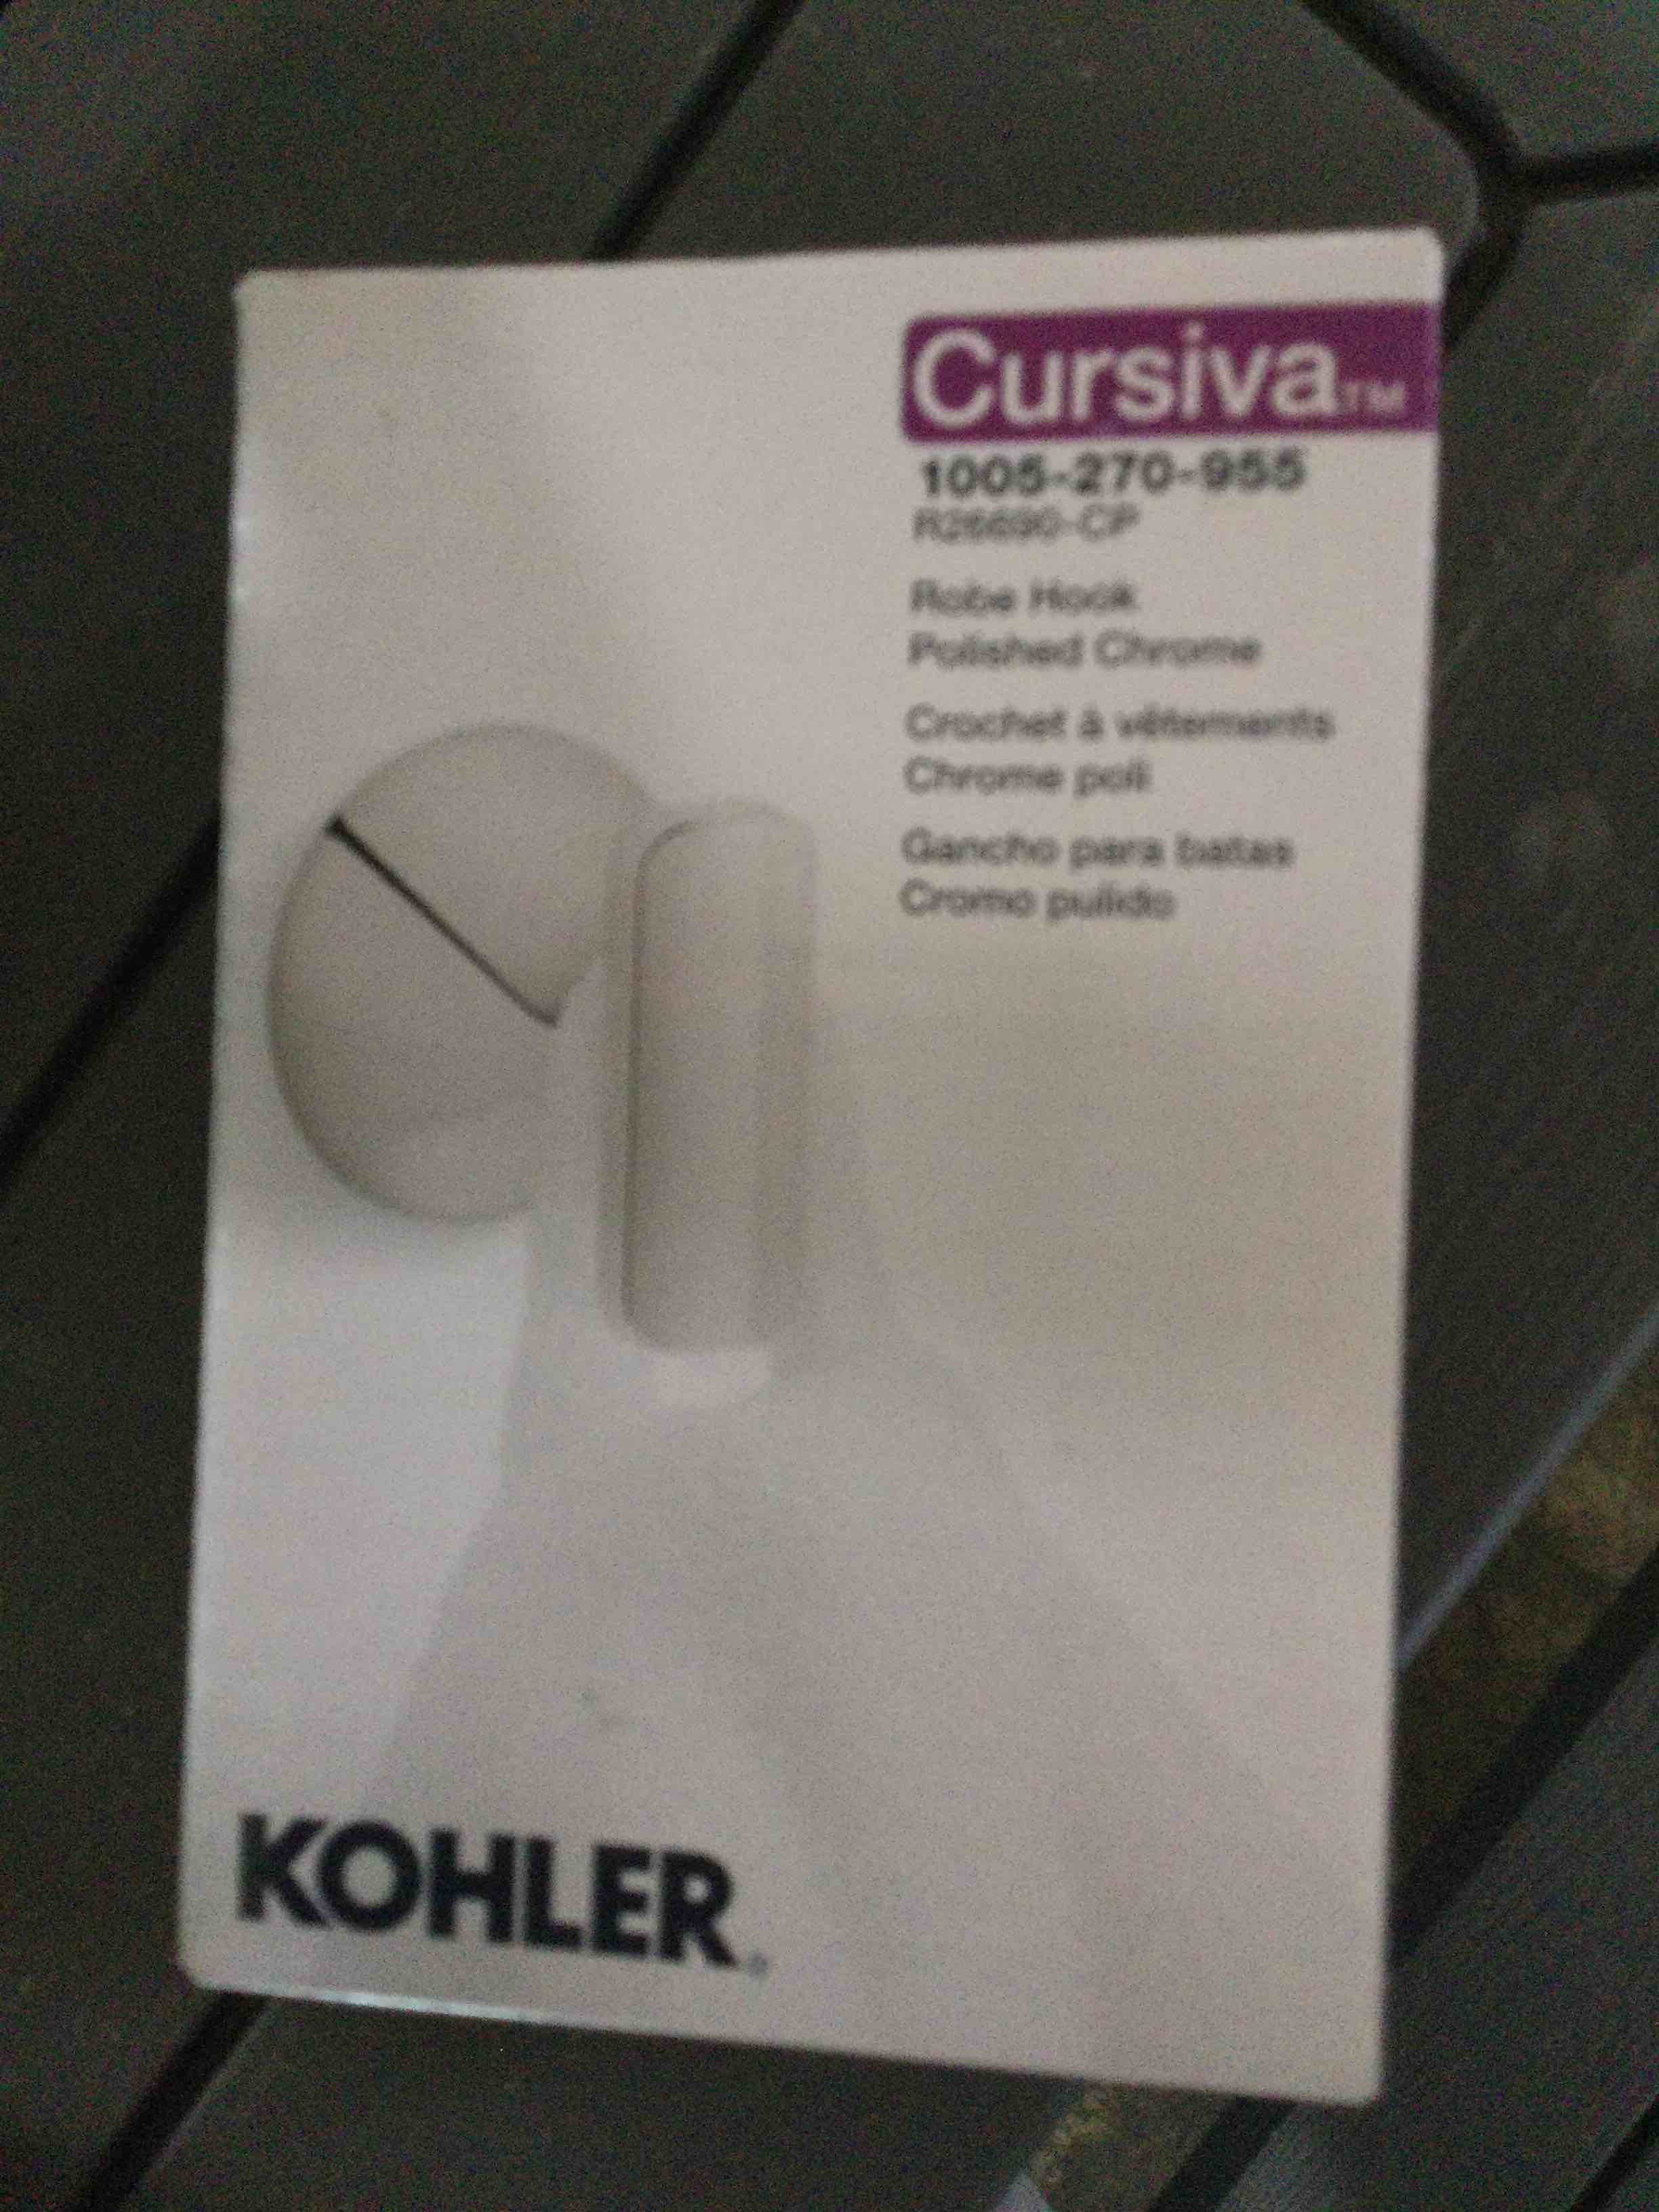 Cursiva™
1005-270-955
R26690-CP
Robe Hook
Polished Chrome
Crochet à vêtements
Chrome poli
Gancho para batas
Cromo pulido
KOHLER®